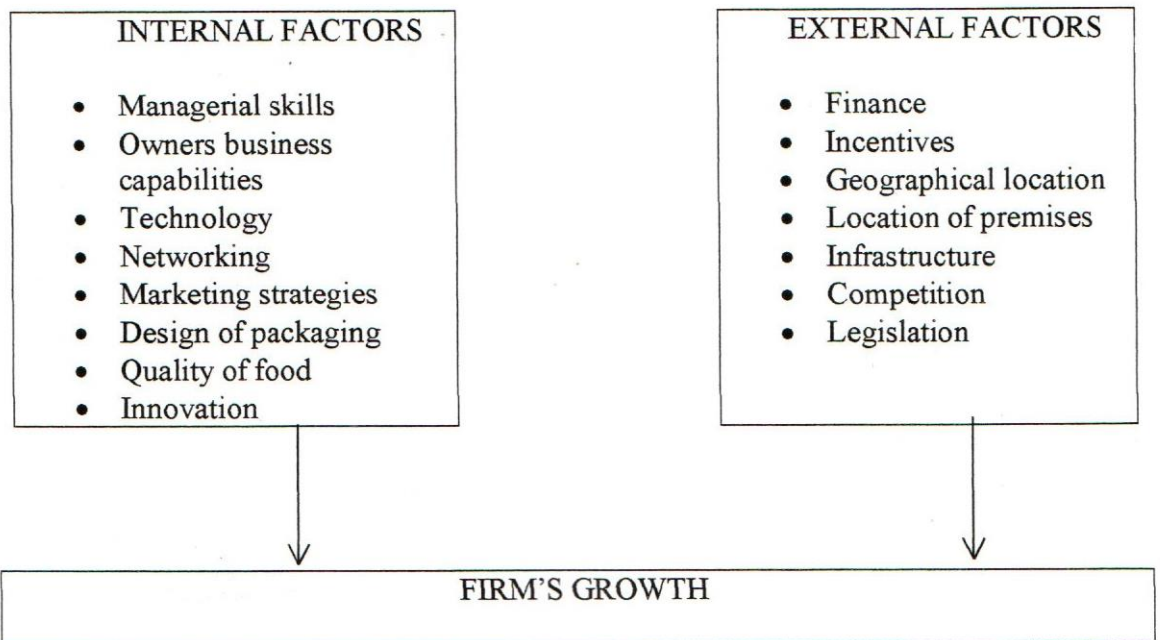 INTERNAL FACTORS
• Managerial skills
• Owners business
capabilities
• Technology
• Networking
• Marketing strategies
• Design of packaging
• Quality of food
• Innovation
EXTERNAL FACTORS
• Finance
• Incentives
• Geographical location
• Location of premises
• Infrastructure
• Competition
• Legislation
FIRM'S GROWTH